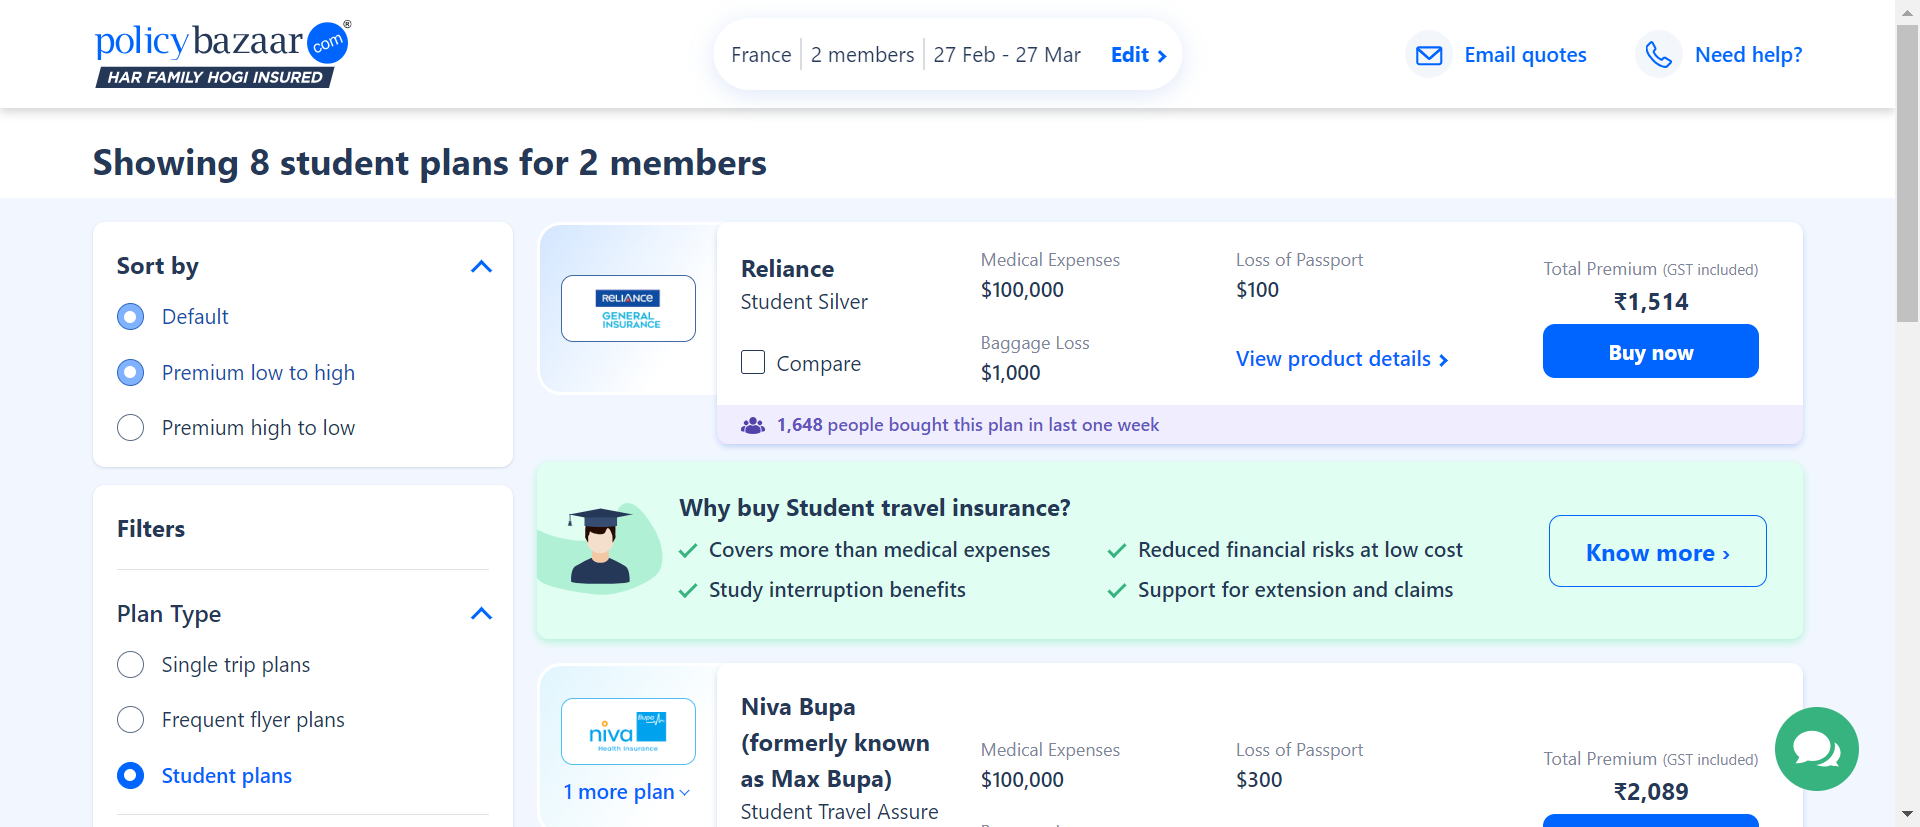 policybazaar.com®
HAR FAMILY HOGI INSURED
France 2 members 27 Feb - 27 Mar Edit
Email quotes
Need help?
Showing 8 student plans for 2 members
Sort by
Default
Premium low to high
Premium high to low
Filters
Plan Type
Single trip plans
Frequent flyer plans
Student plans
RELIANCE
GENERAL
INSURANCE
Reliance
Student Silver
Compare
Medical Expenses
$100,000
Loss of Passport
$100
Baggage Loss
$1,000
View product details
Total Premium (GST included)
₹1,514
Buy now
1,648 people bought this plan in last one week
Why buy Student travel insurance?
Covers more than medical expenses
Reduced financial risks at low cost
Study interruption benefits
Support for extension and claims
Know more
niva Bupa
Health Insurance
1 more plan
Niva Bupa
(formerly known
as Max Bupa)
Student Travel Assure
Medical Expenses
$100,000
Loss of Passport
$300
Total Premium (GST included)
₹2,089